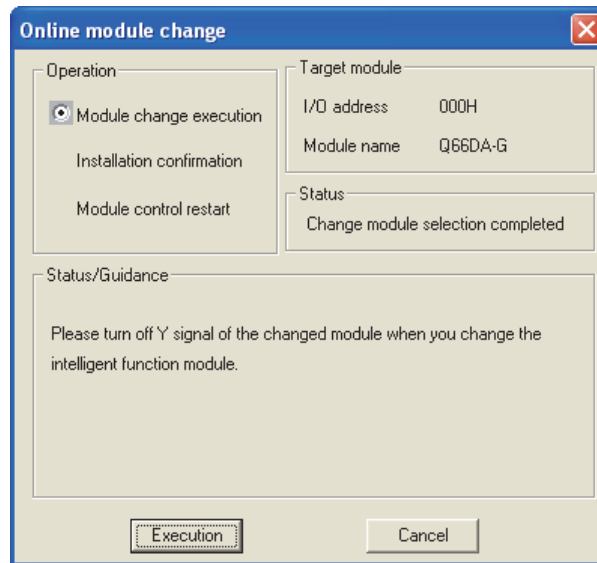 Online module change
Operation
Module change execution
Installation confirmation
Module control restart
Target module
I/O address 000H
Module name Q66DA-G
Status
Change module selection completed
Status/Guidance
Please turn off Y signal of the changed module when you change the
intelligent function module.
Execution
Cancel